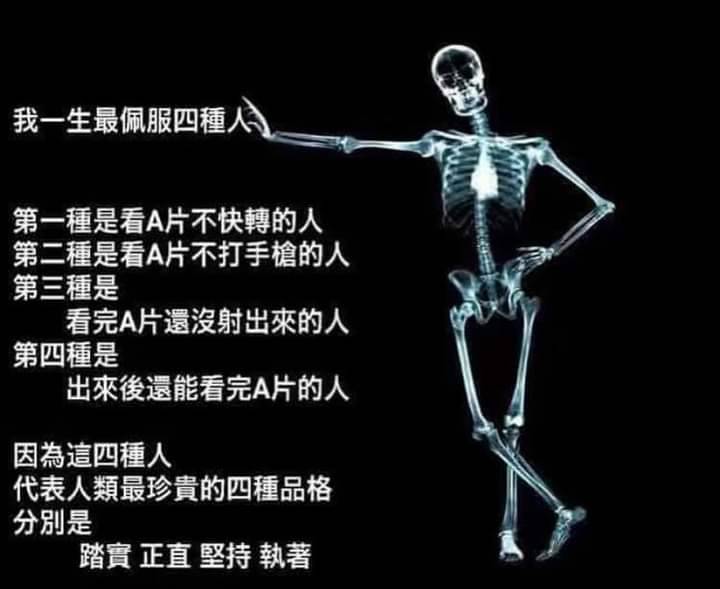 我一生最佩服四種人
第一種是看A片不快轉的人
第二種是看A片不打手槍的人
第三種是
看完A片還沒射出來的人
第四種是
出來後還能看完A片的人
因為這四種人
代表人類最珍貴的四種品格
分別是
踏實 正直 堅持 執著